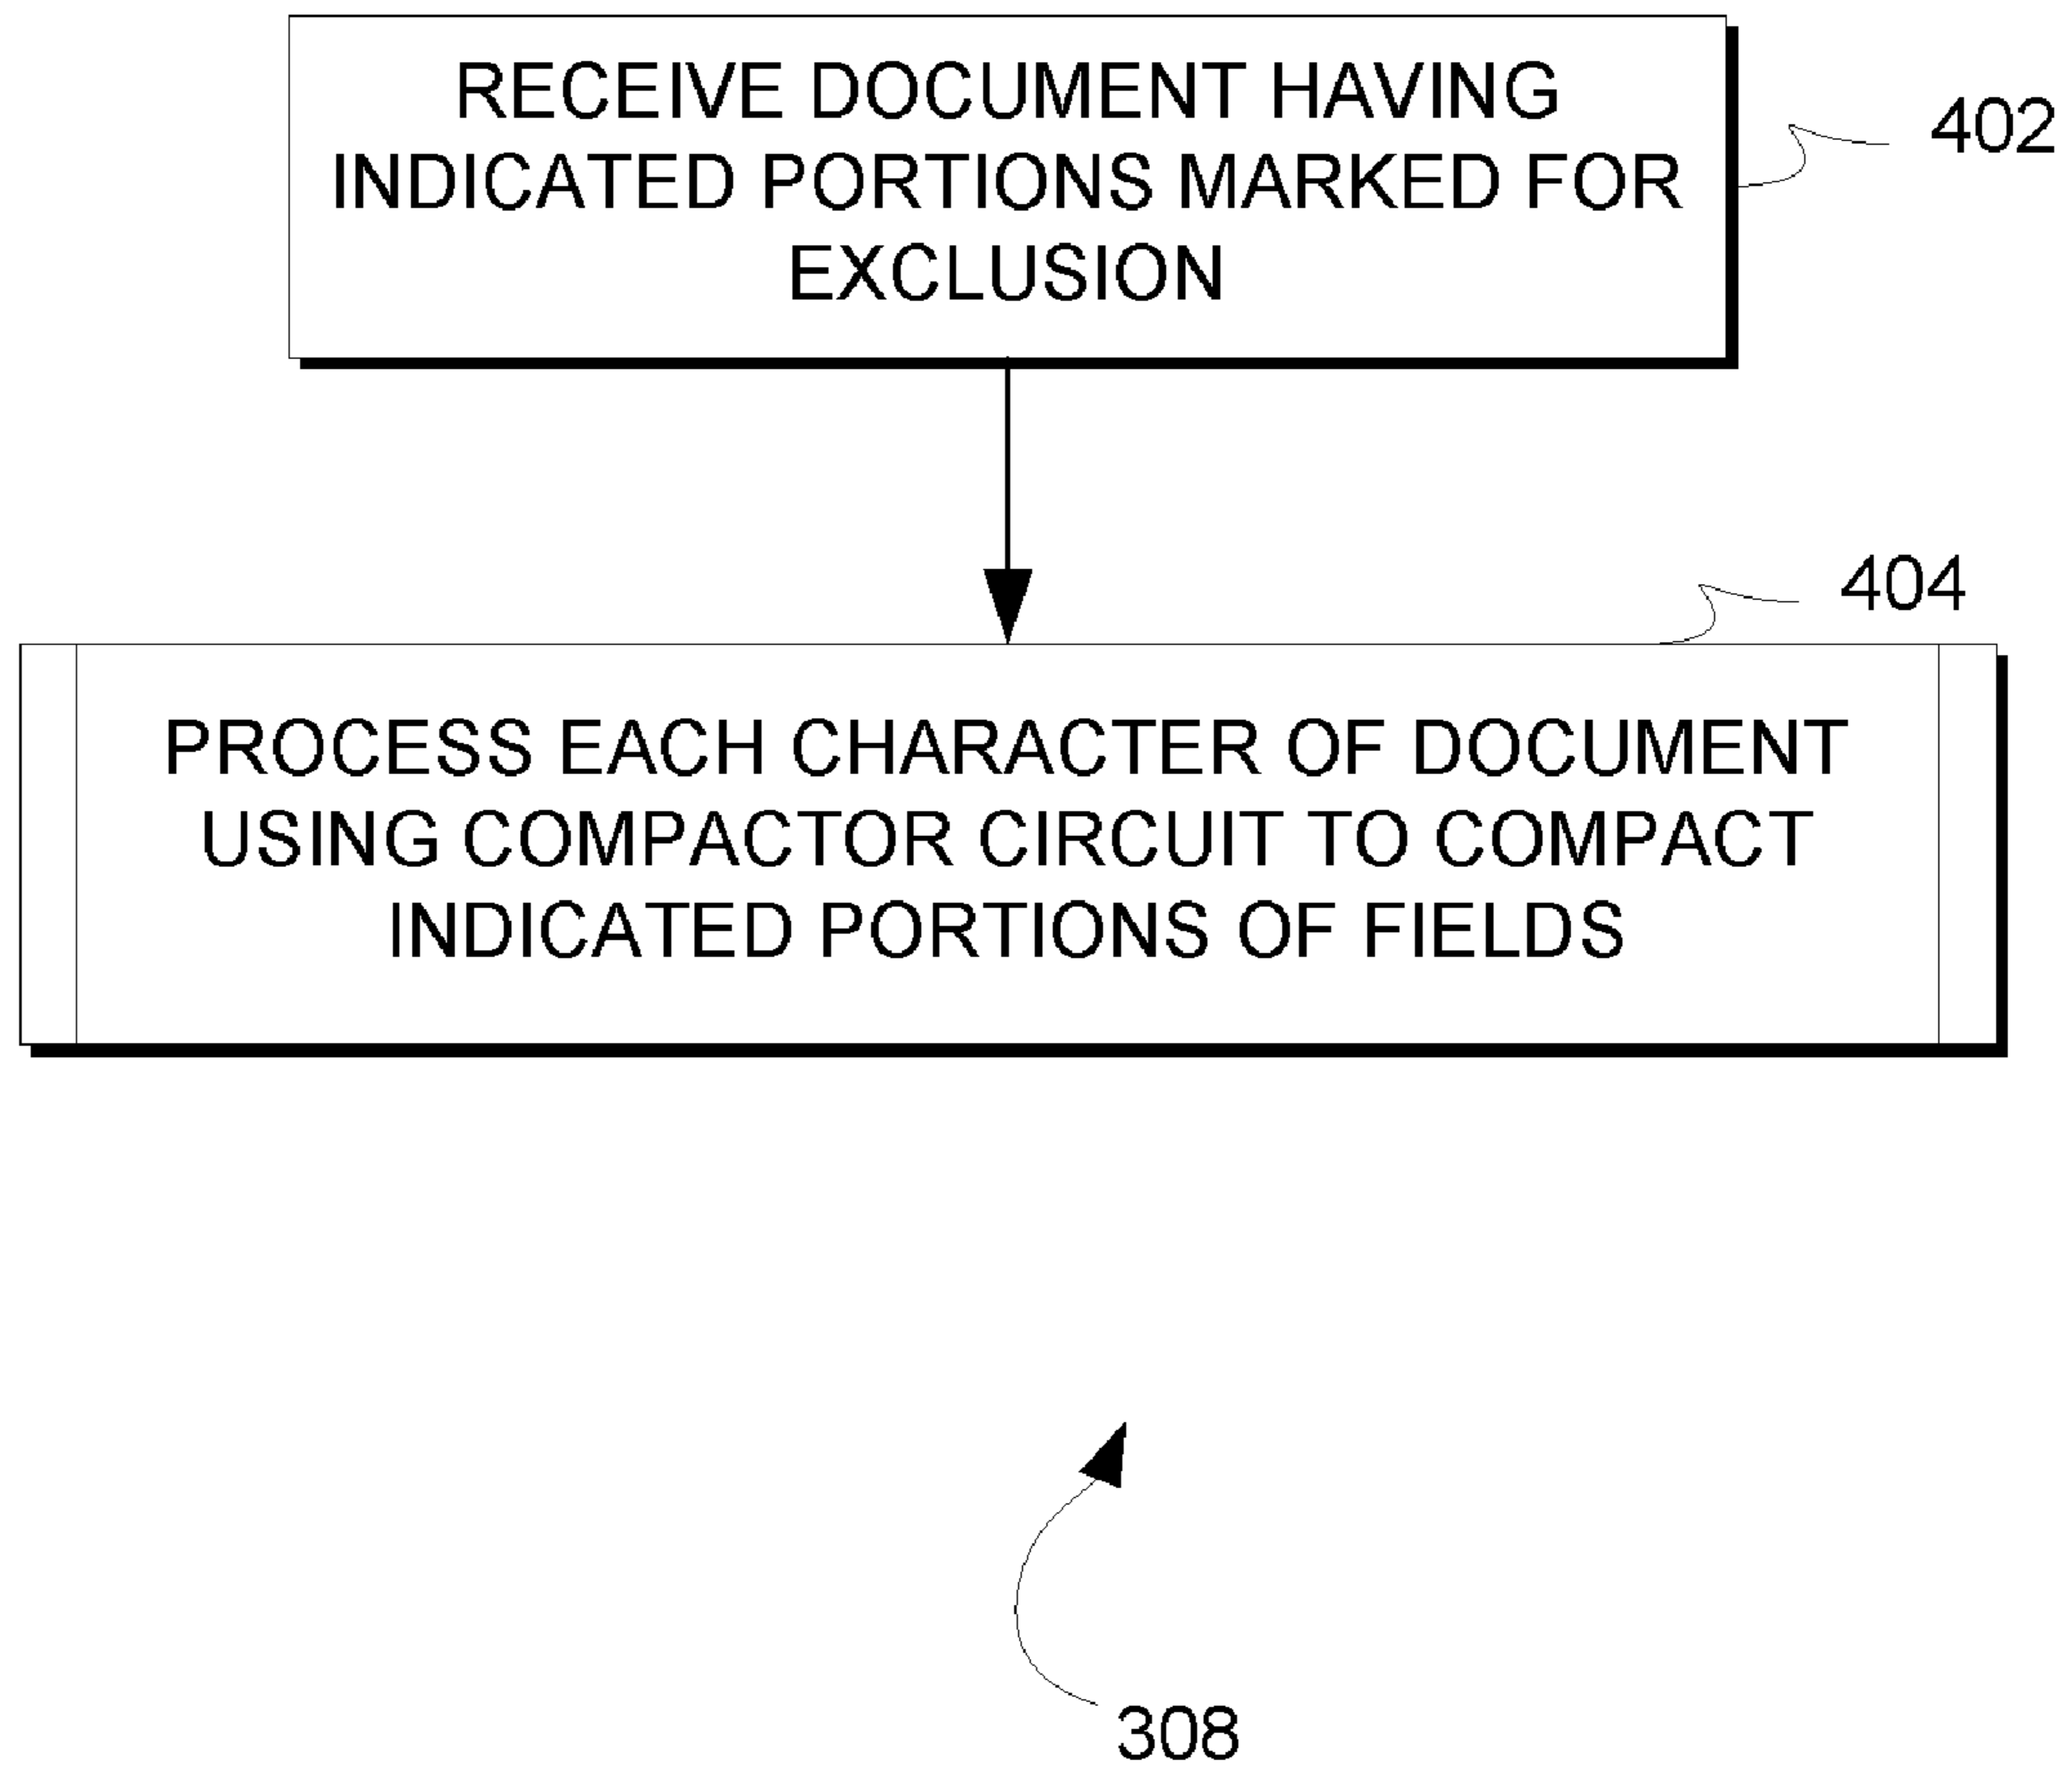 RECEIVE DOCUMENT HAVING
INDICATED PORTIONS MARKED FOR
EXCLUSION
402
404
PROCESS EACH CHARACTER OF DOCUMENT
USING COMPACTOR CIRCUIT TO COMPACT
INDICATED PORTIONS OF FIELDS
308